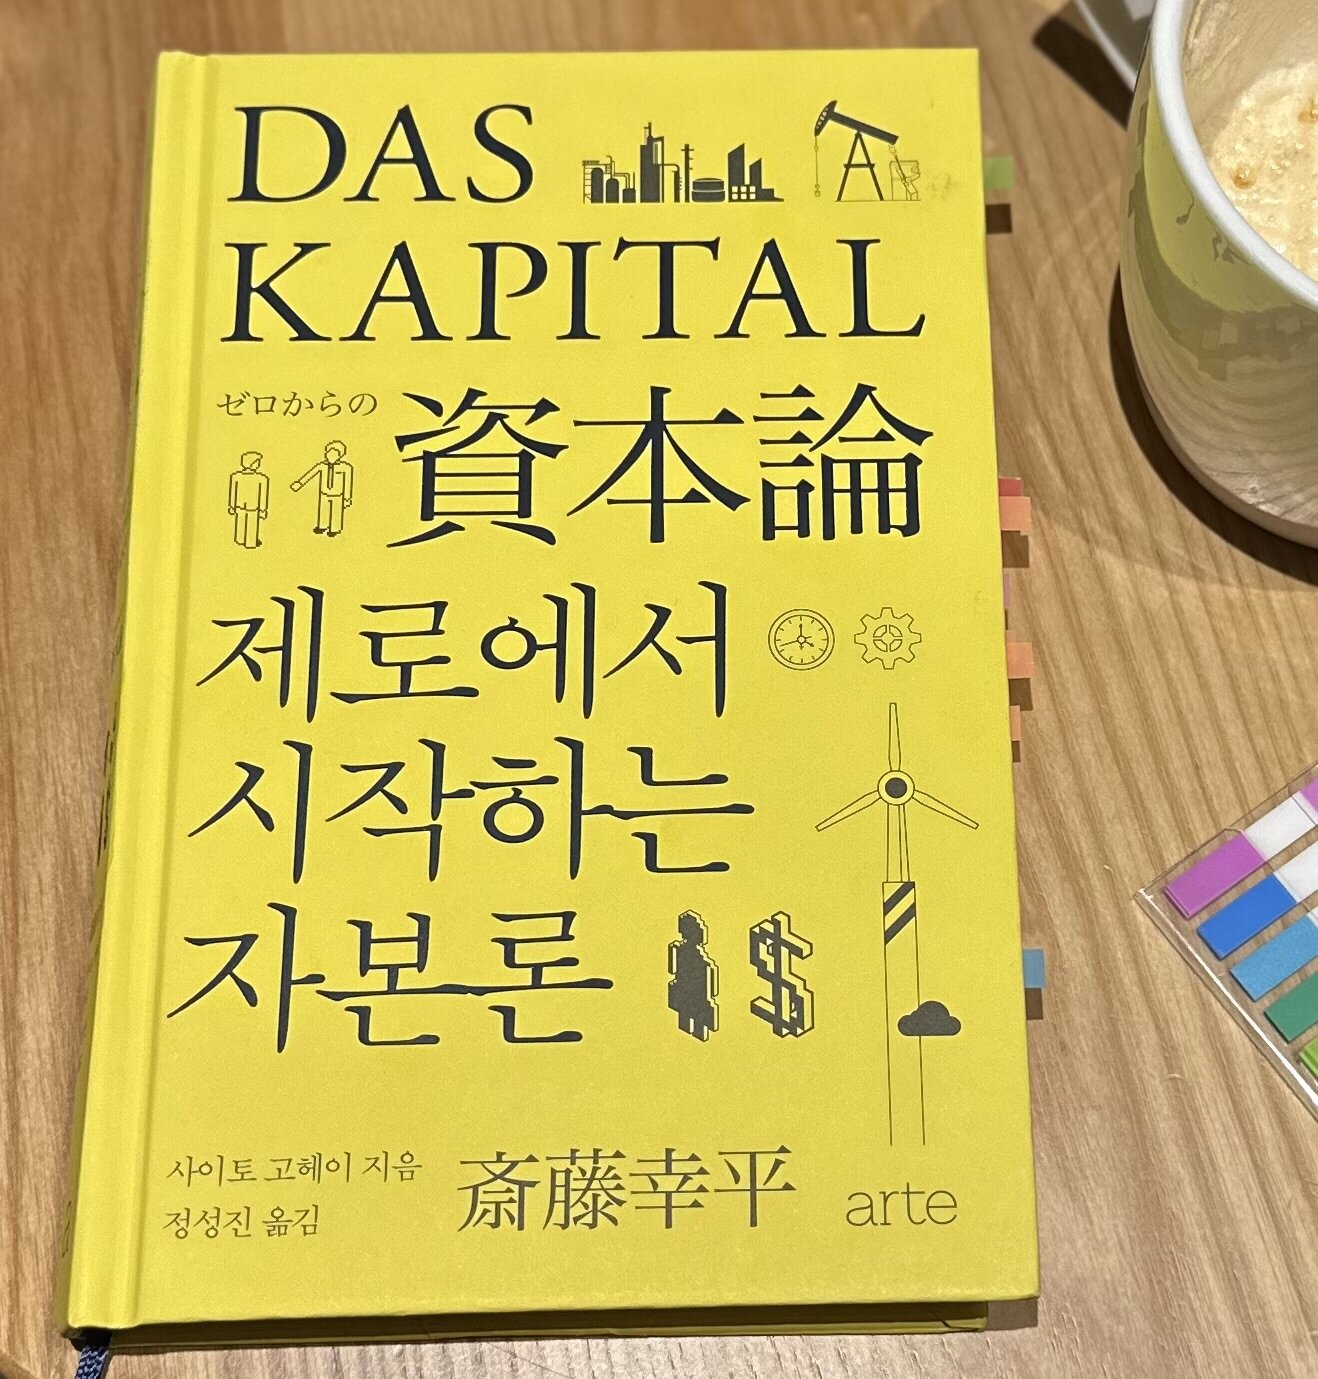 DAS
KAPITAL
ゼロからの
資本論
제로에서
시작하는
자본론
사이토 고헤이 지음
정성진 옮김
斎藤幸平
arte